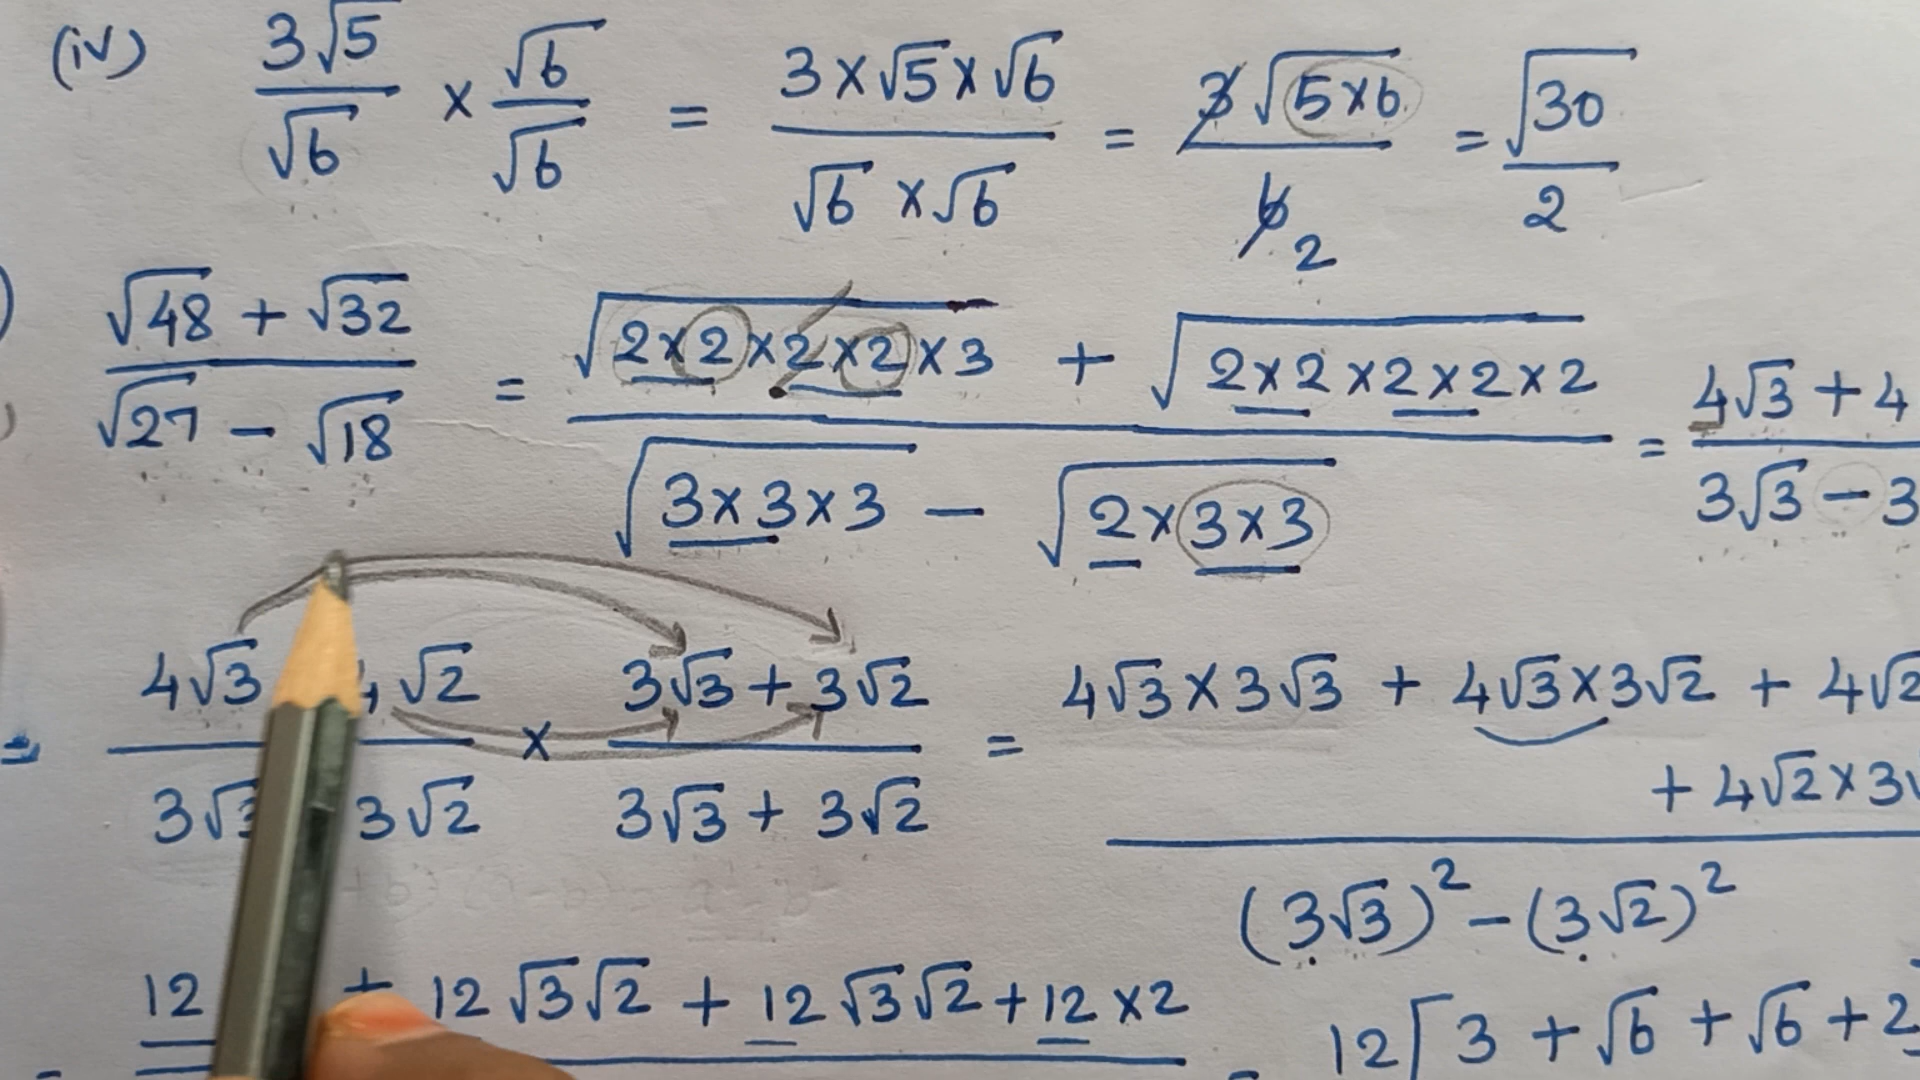 (iv) 3√5/√6 × √6/√6 = 3×√5×√6/√6 ×√6 = 3√5×6/6 2 = √30/2
) √48 + √32/√27 - √18 = √2×2×2×2×3 + √2×2×2×2×2/√3×3×3 - √2×3×3 = 4√3 + 4/3√3 - 3
= 4√3 4√2/3√3 3√2 × 3√3 + 3√2/3√3 + 3√2 = 4√3 × 3√3 + 4√3×3√2 + 4√2
+ 4√2×3√
(3√3)² - (3√2)²
12 + 12√3√2 + 12√3√2 + 12×2
= 12[3 + √6 + √6 + 2